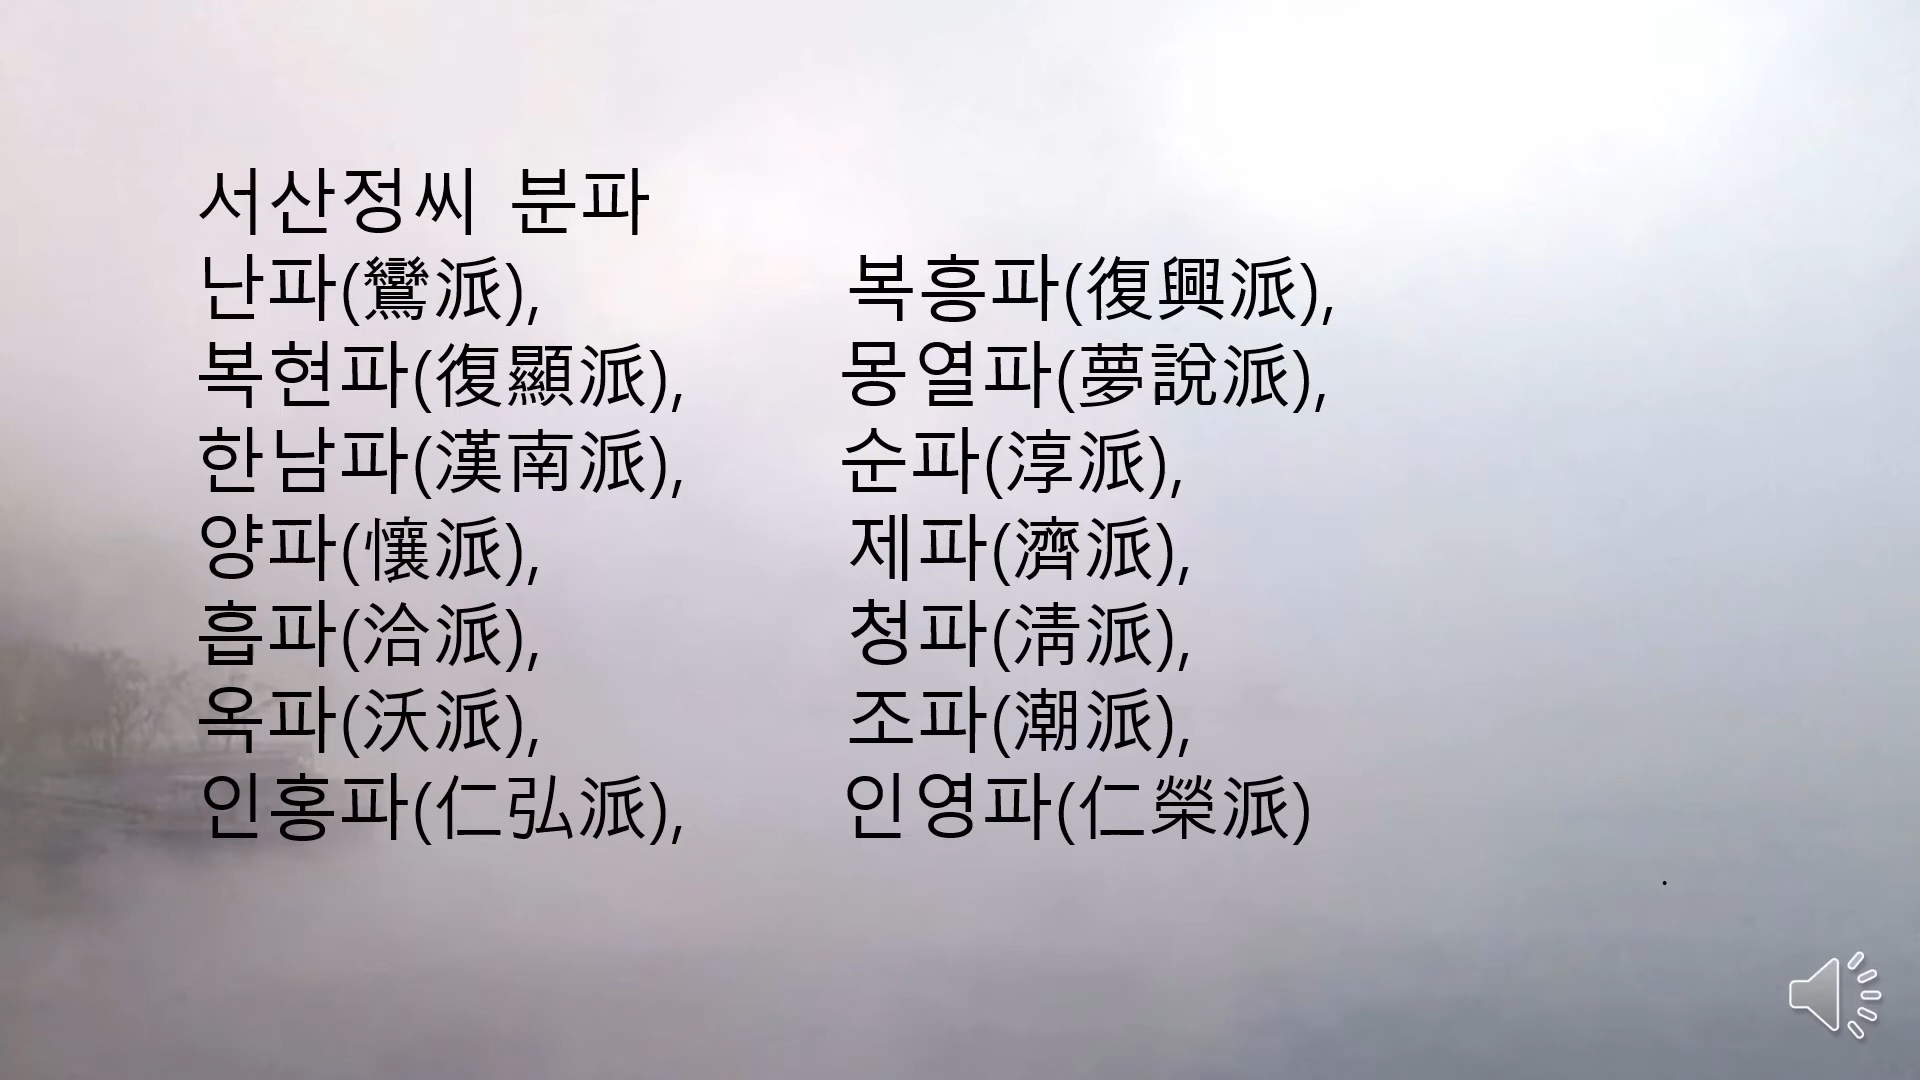 서산정씨 분파
난파(鸞派), 복흥파(復興派),
복현파(復顯派), 몽열파(夢說派),
한남파(漢南派), 순파(淳派),
양파(懹派), 제파(濟派),
흡파(洽派), 청파(淸派),
옥파(沃派), 조파(潮派),
인홍파(仁弘派), 인영파(仁榮派)
.